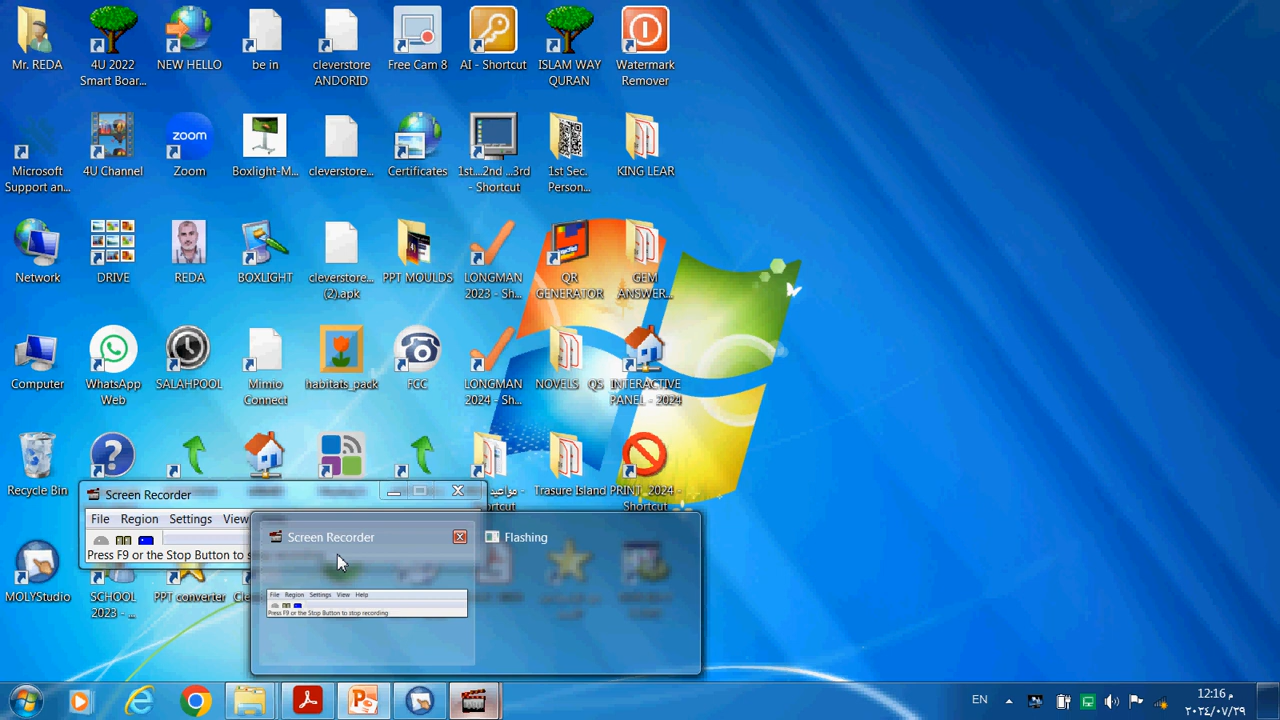 Mr. REDA
4U 2022
Smart Boar...
NEW HELLO
be in
cleverstore
ANDORID
Free Cam 8
AI - Shortcut
ISLAM WAY
QURAN
Watermark
Remover
Microsoft
Support an...
4U Channel
zoom
Zoom
Boxlight-M...
cleverstore...
Certificates
1st....2nd ...3rd
- Shortcut
1st Sec.
Person...
KING LEAR
Network
DRIVE
REDA
BOXLIGHT
cleverstore...
(2).apk
PPT MOULDS
LONGMAN
2023 - Sh...
QR
GENERATOR
GEM
ANSWER...
Computer
WhatsApp
Web
SALAHPOOL
Mimio
Connect
habitats_pack
FCC
LONGMAN
2024 - Sh...
NOVELS QS
INTERACTIVE
PANEL - 2024
Recycle Bin
مواعيد -
Trasure Island
PRINT_2024 -
Shortcut
Screen Recorder
File Region Settings View
Press F9 or the Stop Button to s
Screen Recorder
Flashing
File Region Settings View Help
Press F9 or the Stop Button to stop recording
MOLYStudio
SCHOOL
2023 - ...
PPT converter
EN
12:16 م
٢٠٢٤/٠٧/٢٩